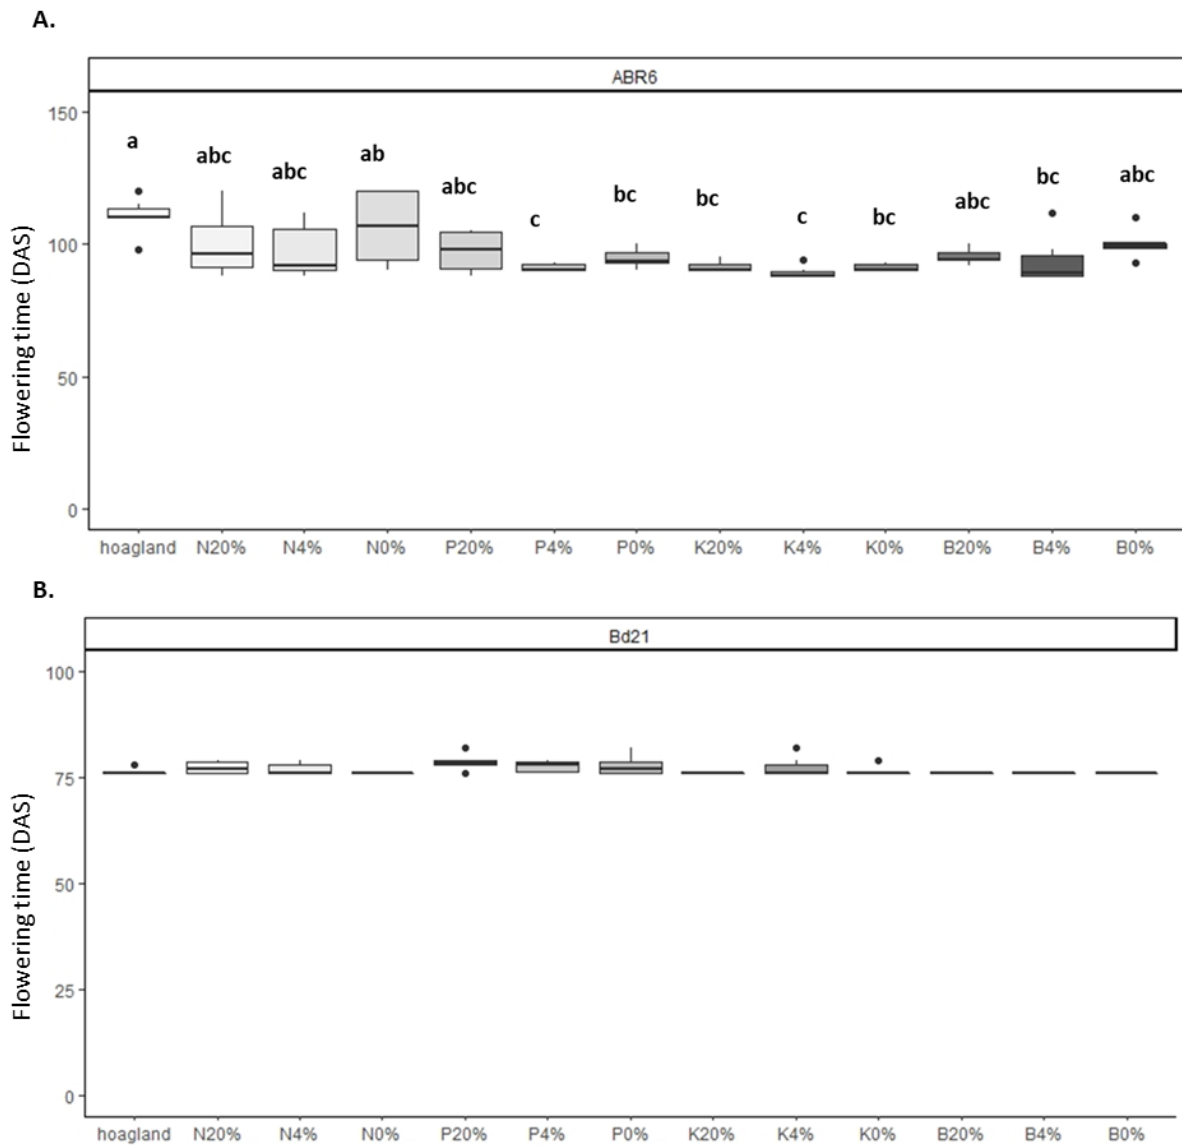 A.
ABR6
150
a
abc
abc
ab
abc
c
bc
bc
c
bc
abc
bc
abc
100
50
0
Flowering time (DAS)
hoagland N20% N4% N0% P20% P4% P0% K20% K4% K0% B20% B4% B0%
B.
Bd21
100
75
50
25
0
Flowering time (DAS)
hoagland N20% N4% N0% P20% P4% P0% K20% K4% K0% B20% B4% B0%